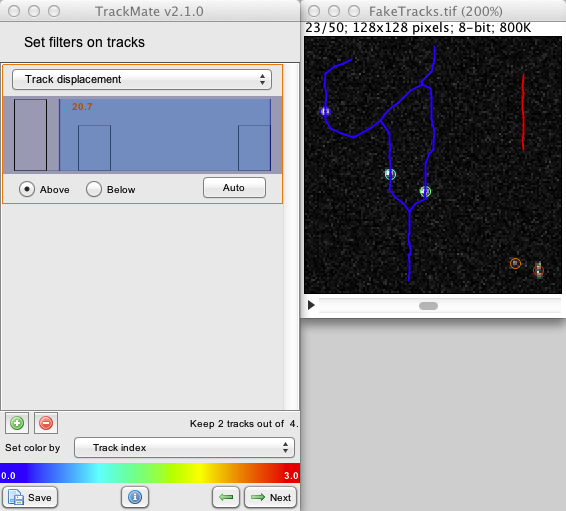 TrackMate v2.1.0
Set filters on tracks
Track displacement
20.7
Above
Below
Auto
Keep 2 tracks out of 4.
Set color by
Track index
0.0
3.0
Save
Next
FakeTracks.tif (200%)
23/50; 128x128 pixels; 8-bit; 800K